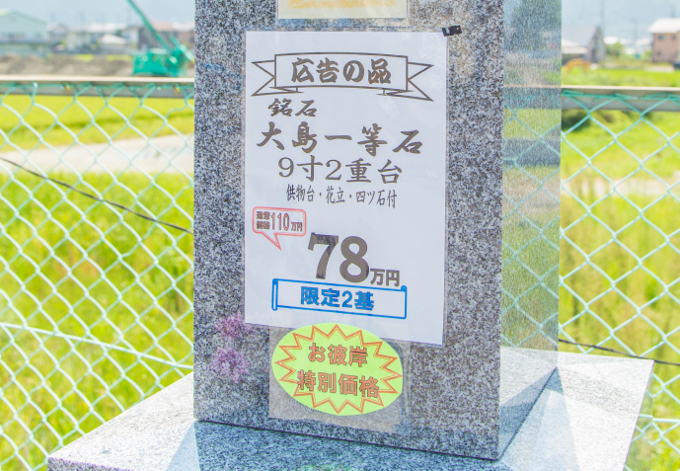 広告の品
銘石
大島一等石
9寸2重台
供物台・花立・四ツ石付
110万円
78万円
限定2基
お彼岸
特別価格